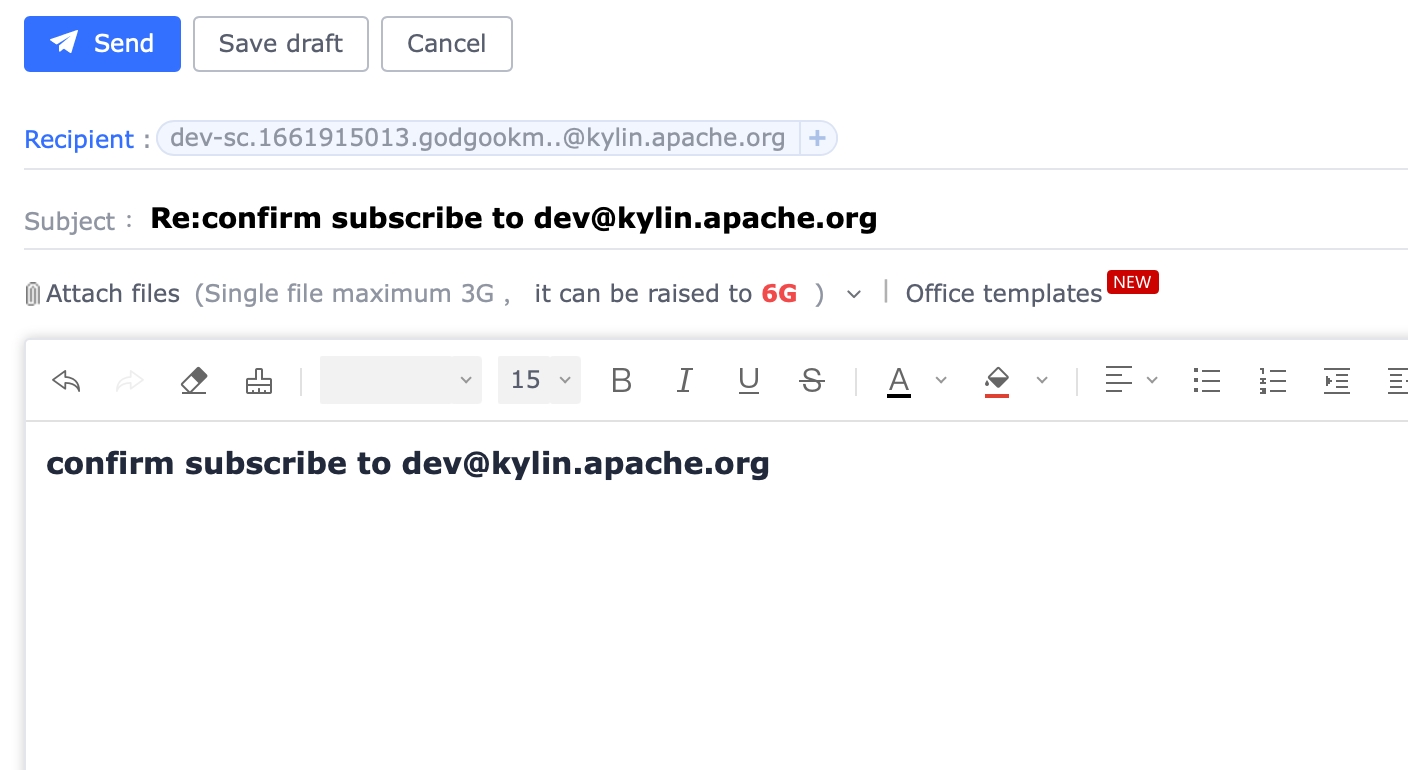 Send Save draft Cancel
Recipient : dev-sc.1661915013.godgookm..@kylin.apache.org +
Subject : Re:confirm subscribe to dev@kylin.apache.org
Attach files (Single file maximum 3G , it can be raised to 6G ) | Office templates NEW
15 B I U S A
confirm subscribe to dev@kylin.apache.org